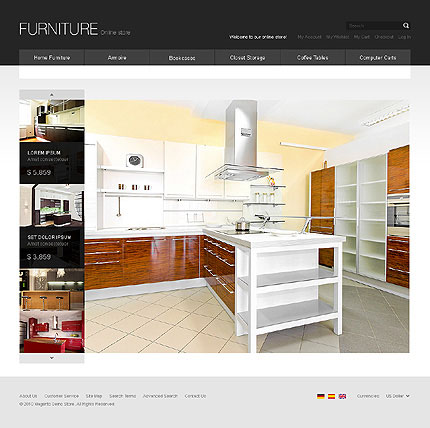 FURNITURE Online store
Search...
Welcome to our online store! My Account My Wishlist My Cart Checkout Log In
Home Furniture Armoire Bookcases Closet Storage Coffee Tables Computer Carts
LOREM IPSUM
Amet consectetuer
$ 5,859
SET DOLOR IPSUM
Amet consectetuer
$ 3,859
About Us Customer Service Site Map Search Terms Advanced Search Contact Us
Currencies: US Dollar
© 2010 Magento Demo Store. All Rights Reserved.